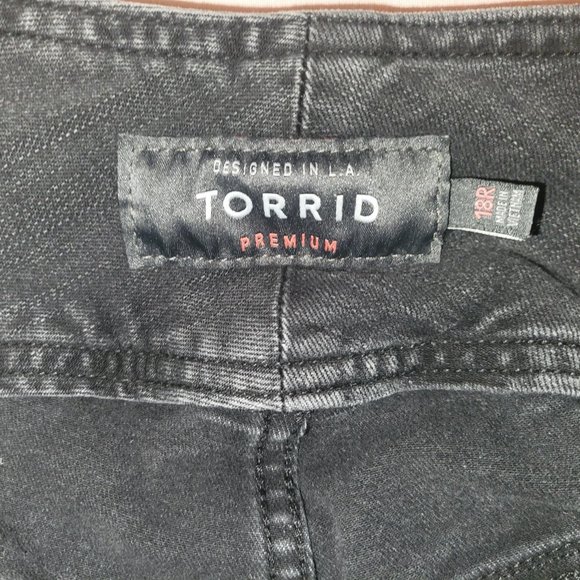 DESIGNED IN L.A.
TORRID
PREMIUM
18R
MADE IN
VIETNAM